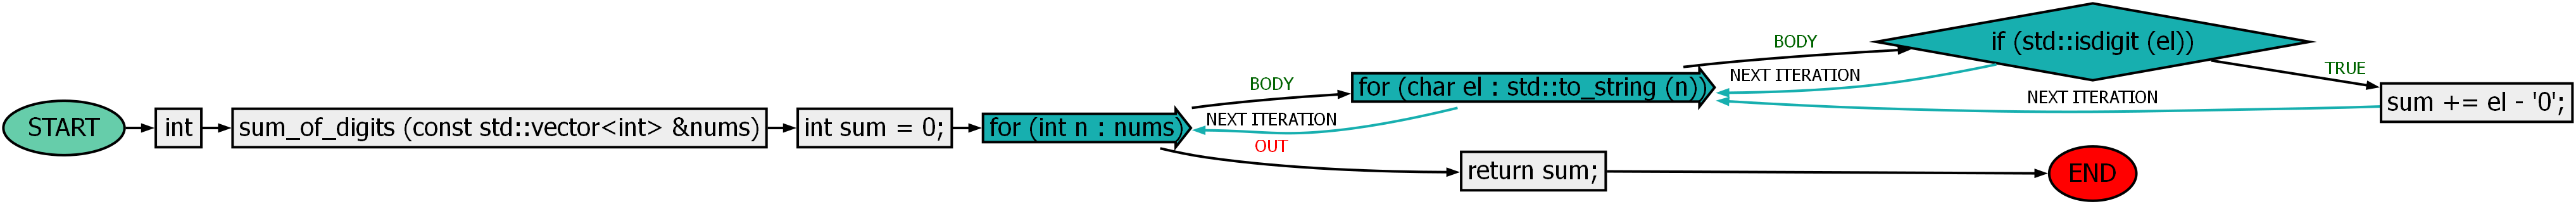 START
int
sum_of_digits (const std::vector<int> &nums)
int sum = 0;
for (int n : nums)
BODY
NEXT ITERATION
OUT
for (char el : std::to_string (n))
BODY
NEXT ITERATION
if (std::isdigit (el))
TRUE
NEXT ITERATION
sum += el - '0';
return sum;
END